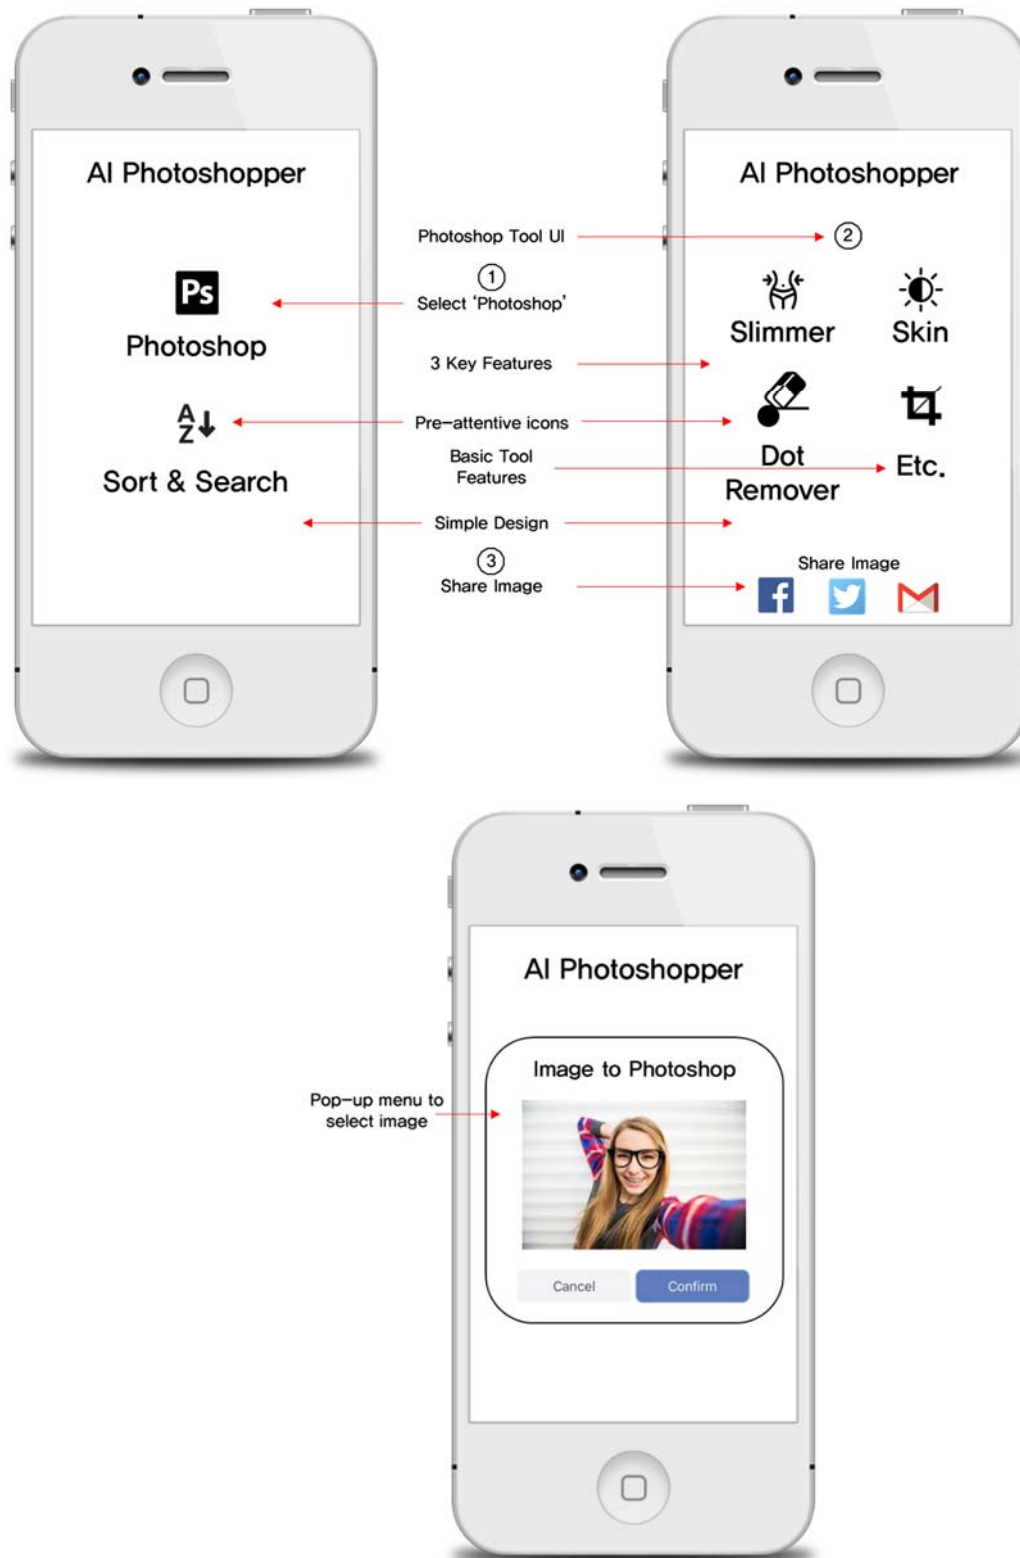 AI Photoshopper
Ps
Photoshop
A
Z
Sort & Search
Photoshop Tool UI
1
Select 'Photoshop'
3 Key Features
Pre-attentive icons
Basic Tool
Features
Simple Design
3
Share Image
AI Photoshopper
2
Slimmer
Skin
Dot
Remover
Etc.
Share Image
f
AI Photoshopper
Image to Photoshop
Pop-up menu to
select image
Cancel
Confirm